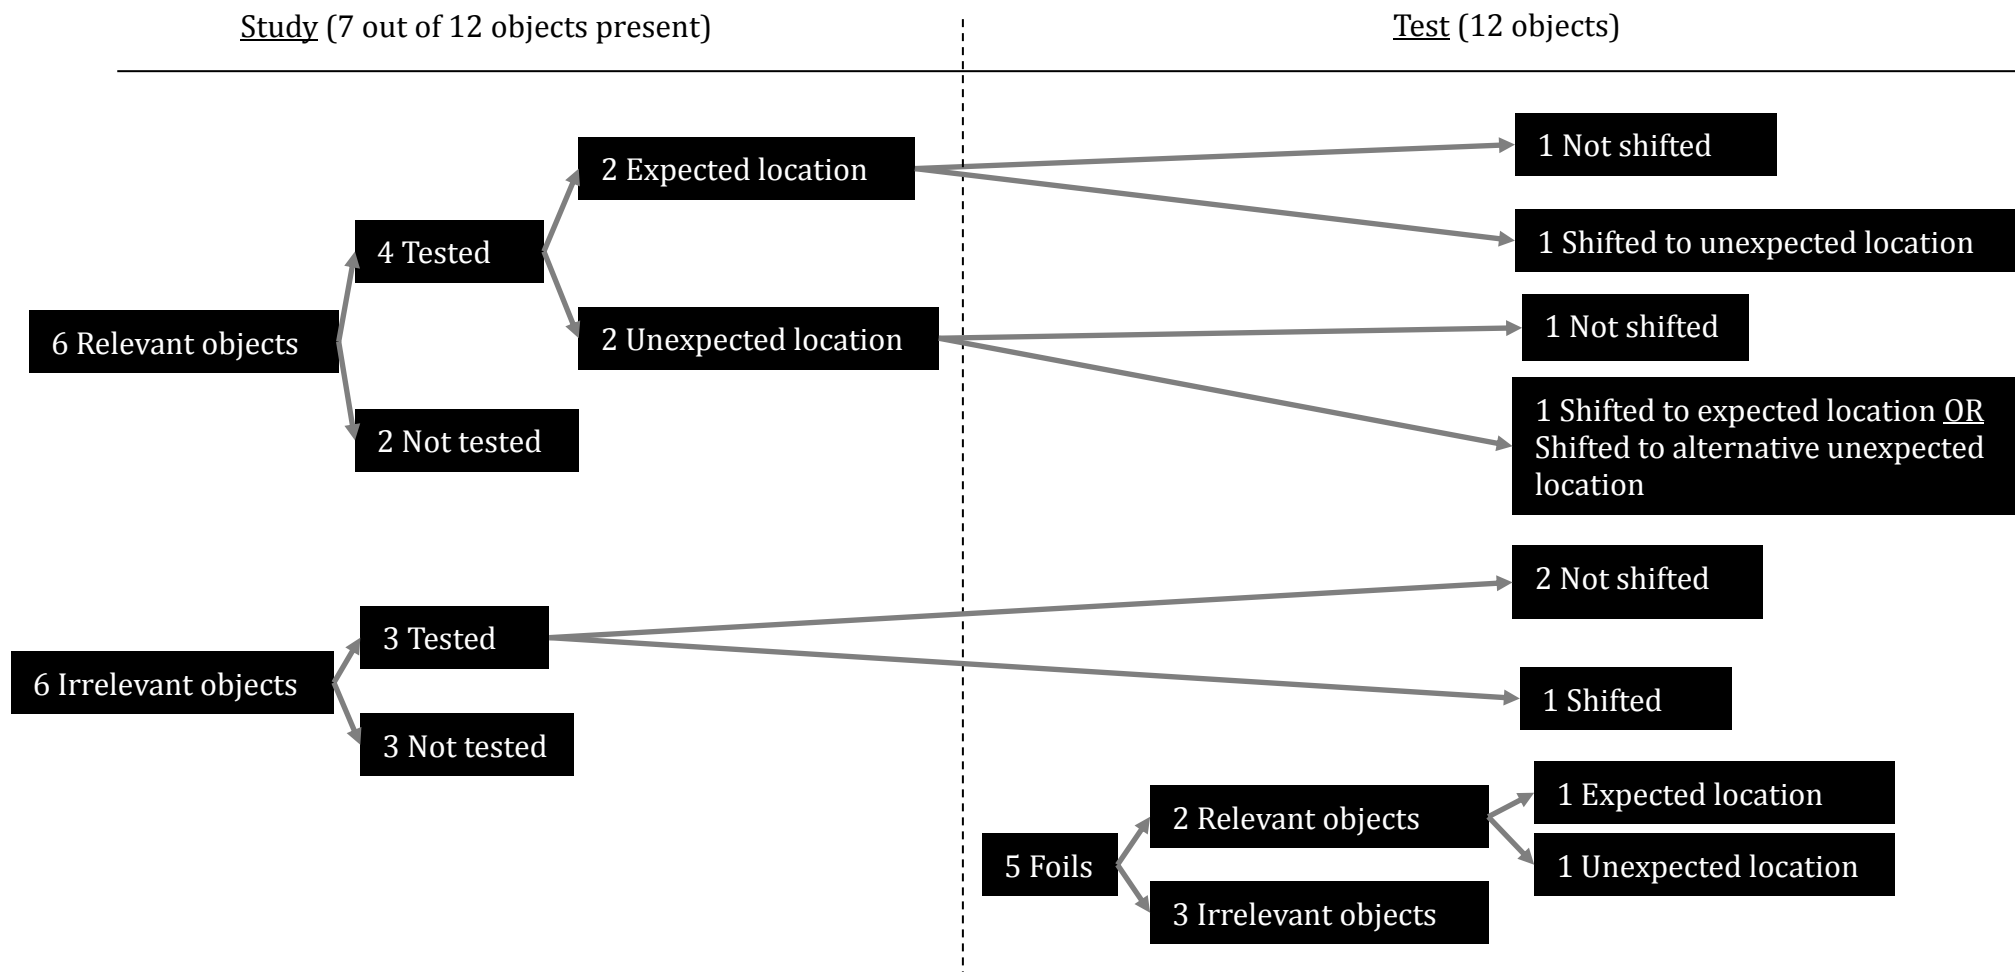 Study (7 out of 12 objects present)
Test (12 objects)
1 Not shifted
2 Expected location
1 Shifted to unexpected location
4 Tested
1 Not shifted
6 Relevant objects
2 Unexpected location
1 Shifted to expected location OR
Shifted to alternative unexpected
location
2 Not tested
2 Not shifted
3 Tested
6 Irrelevant objects
1 Shifted
3 Not tested
1 Expected location
2 Relevant objects
5 Foils
1 Unexpected location
3 Irrelevant objects